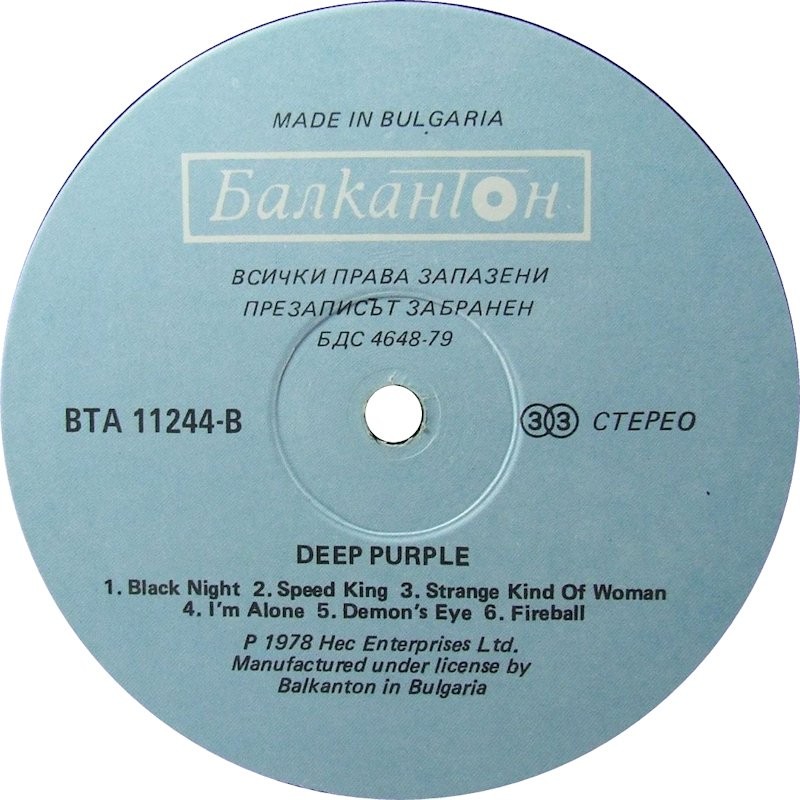 MADE IN BULGARIA
Балкантон
ВСИЧКИ ПРАВА ЗАПАЗЕНИ
ПРЕЗАПИСЪТ ЗАБРАНЕН
БДС 4648-79
ВТА 11244-В
33 СТЕРЕО
DEEP PURPLE
1. Black Night 2. Speed King 3. Strange Kind Of Woman
4. I'm Alone 5. Demon's Eye 6. Fireball
P 1978 Hec Enterprises Ltd.
Manufactured under license by
Balkanton in Bulgaria